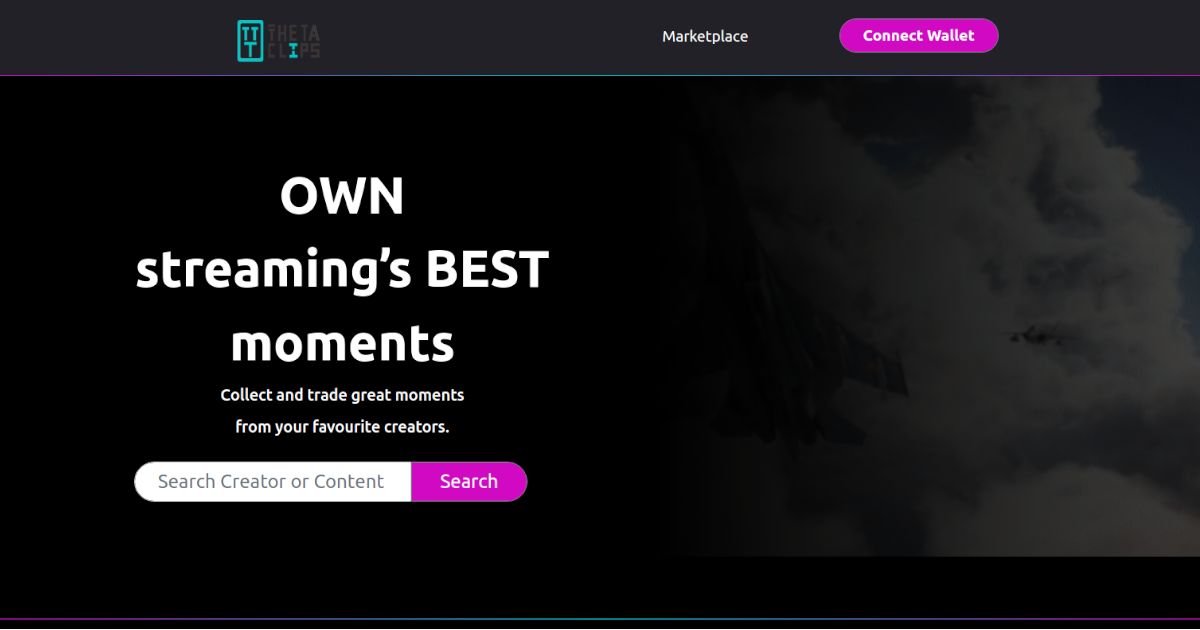 TT THETA
T CLIPS
Marketplace
Connect Wallet
OWN
streaming’s BEST
moments
Collect and trade great moments
from your favourite creators.
Search Creator or Content
Search